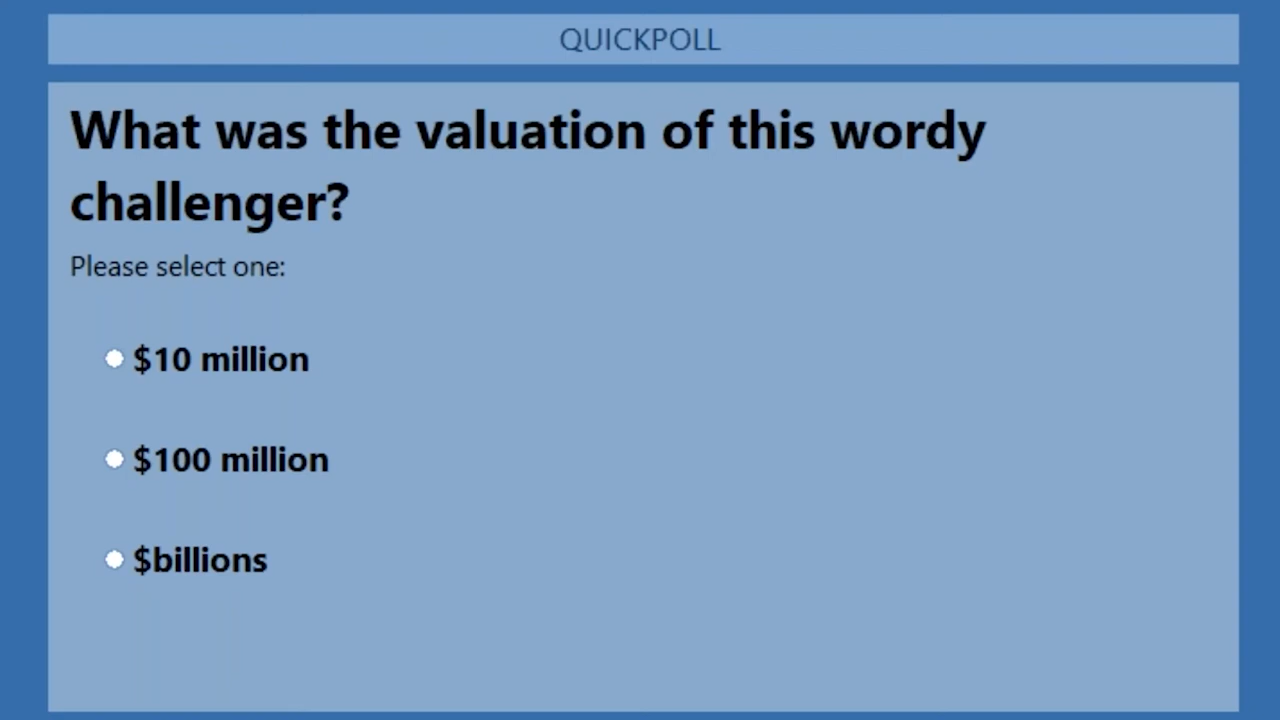 QUICKPOLL
What was the valuation of this wordy
challenger?
Please select one:
$10 million
$100 million
$billions